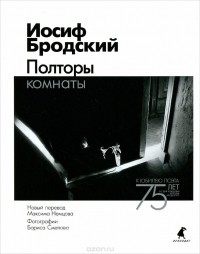 Иосиф
Бродский
Полторы
комнаты
К ЮБИЛЕЮ ПОЭТА
75 ЛЕТ
Новый перевод
Максима Немцова
Фотографии
Бориса Смелова